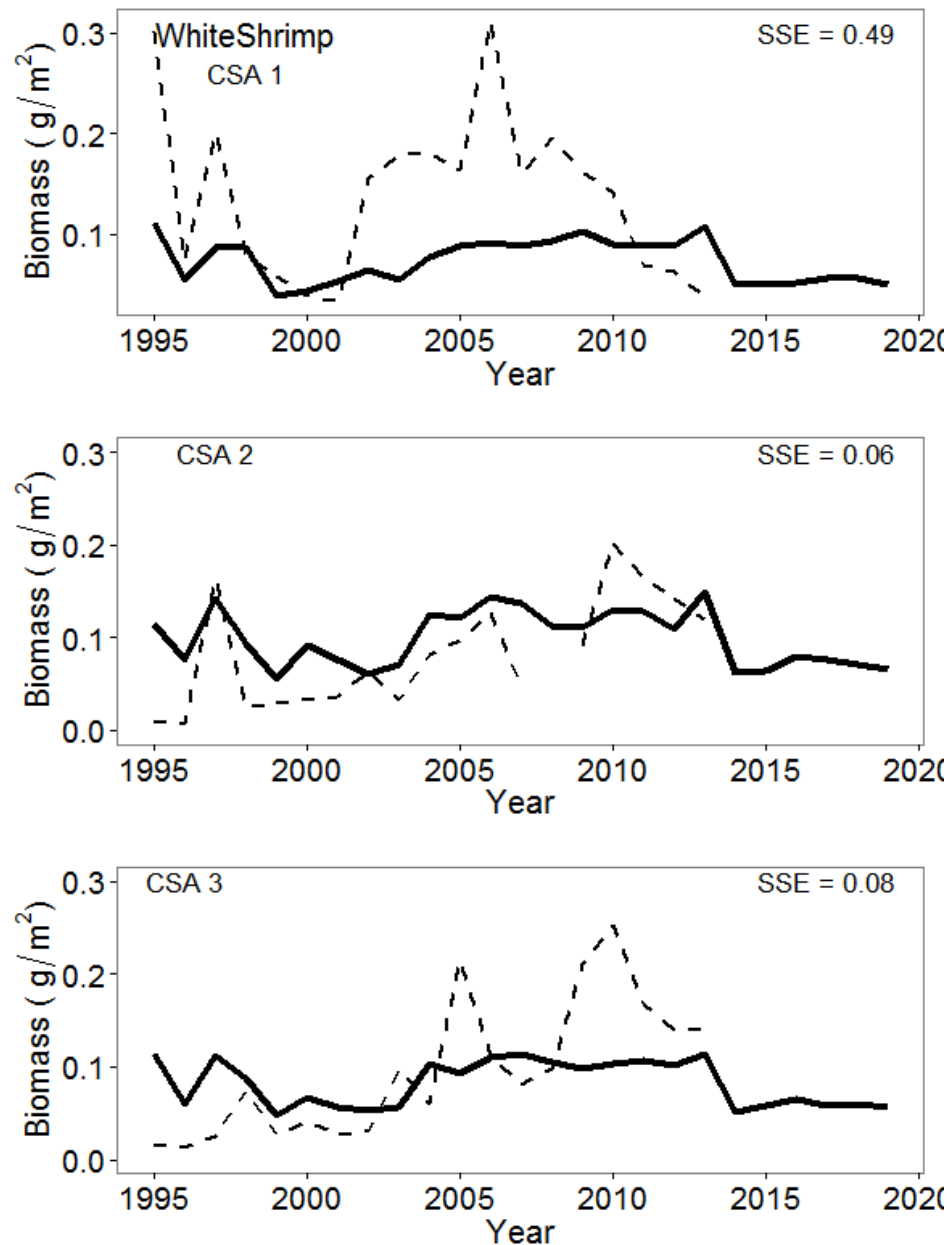 WhiteShrimp
SSE = 0.49
CSA 1
0.3
0.2
0.1
Biomass ( g/m²)
1995 2000 2005 2010 2015 2020
Year
CSA 2
SSE = 0.06
0.3
0.2
0.1
0.0
Biomass ( g/m²)
1995 2000 2005 2010 2015 2020
Year
CSA 3
SSE = 0.08
0.3
0.2
0.1
0.0
Biomass ( g/m²)
1995 2000 2005 2010 2015 2020
Year